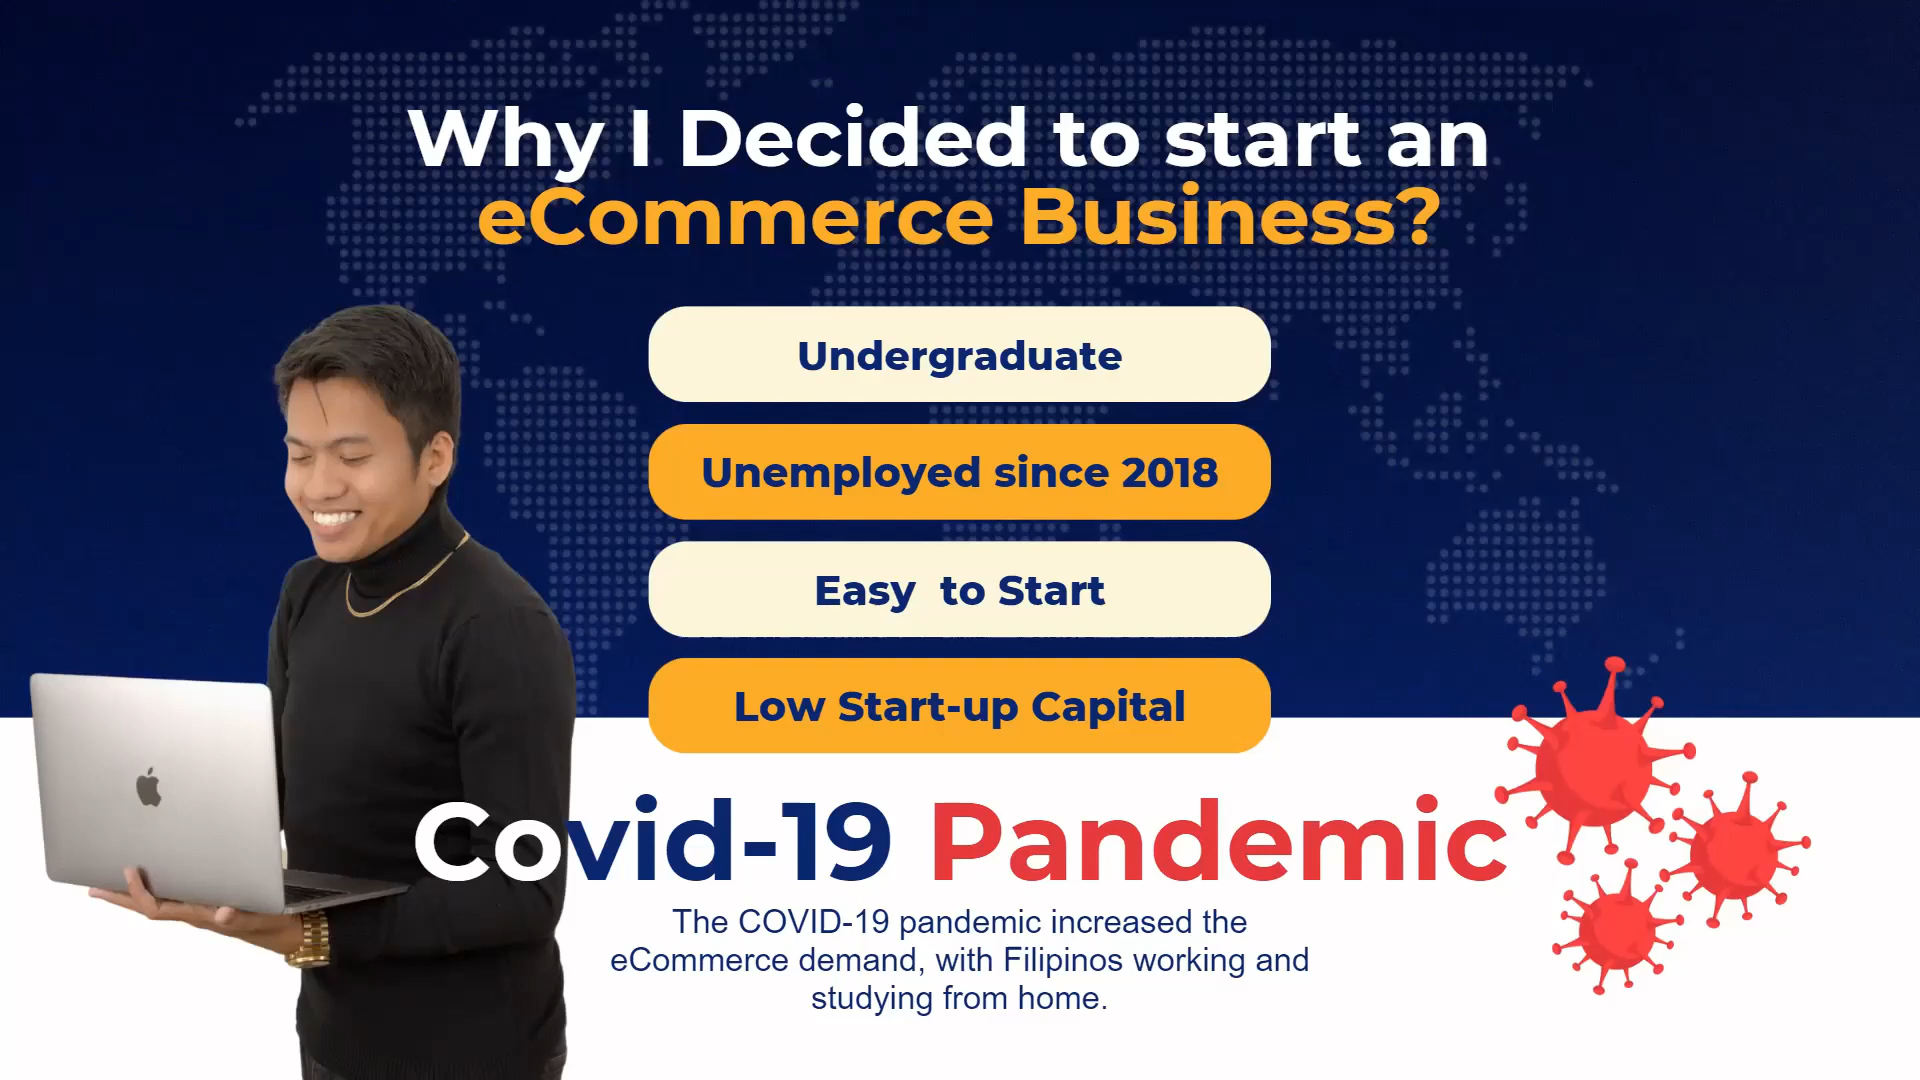 Why I Decided to start an
eCommerce Business?
Undergraduate
Unemployed since 2018
Easy  to Start
Low Start-up Capital
Covid-19 Pandemic
The COVID-19 pandemic increased the
eCommerce demand, with Filipinos working and
studying from home.